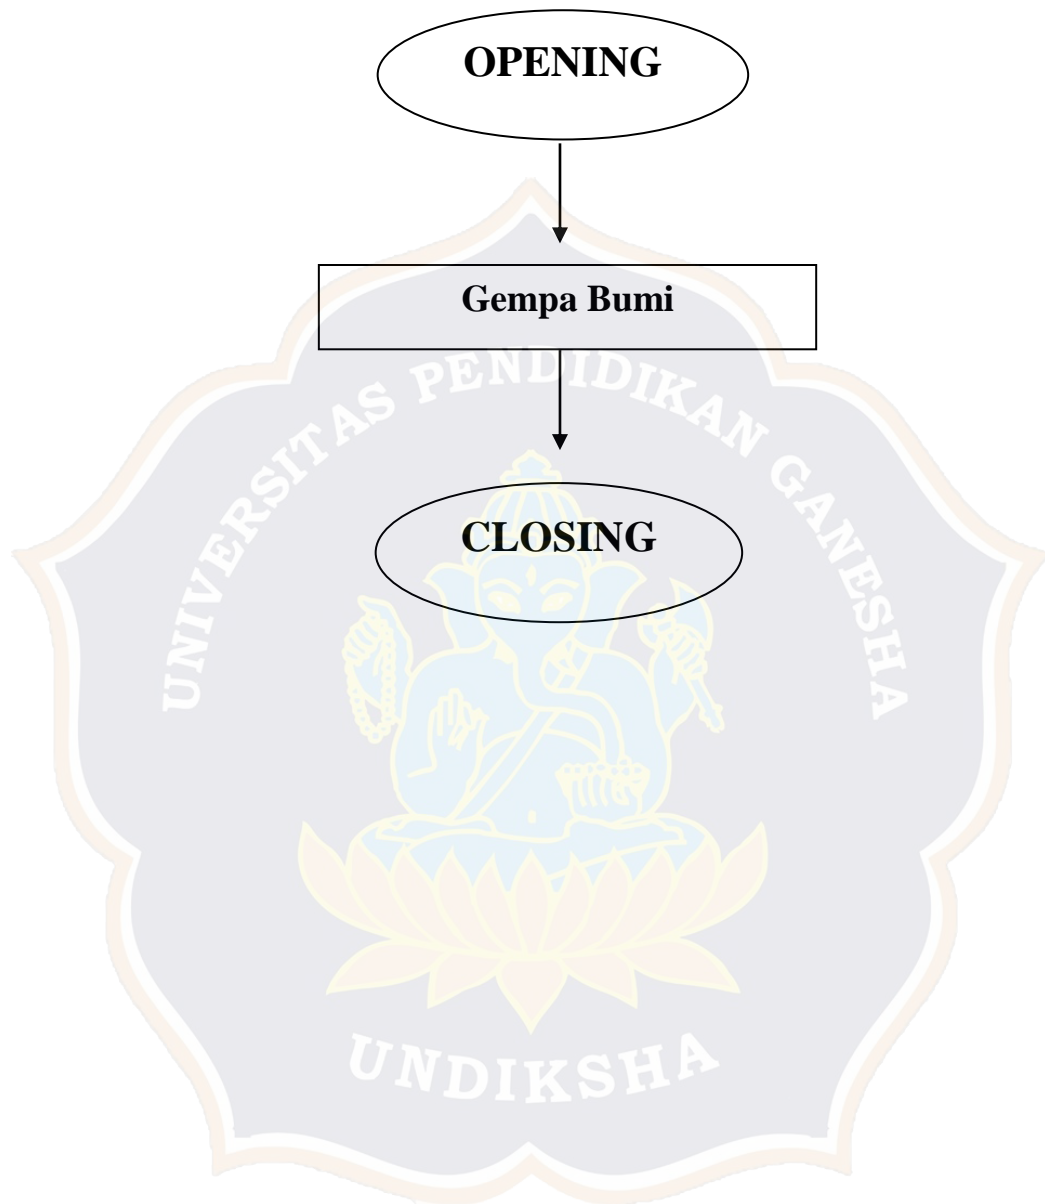 OPENING
Gempa Bumi
UNIVERSITAS PENDIDIKAN GANESHA
CLOSING
UNDIKSHA